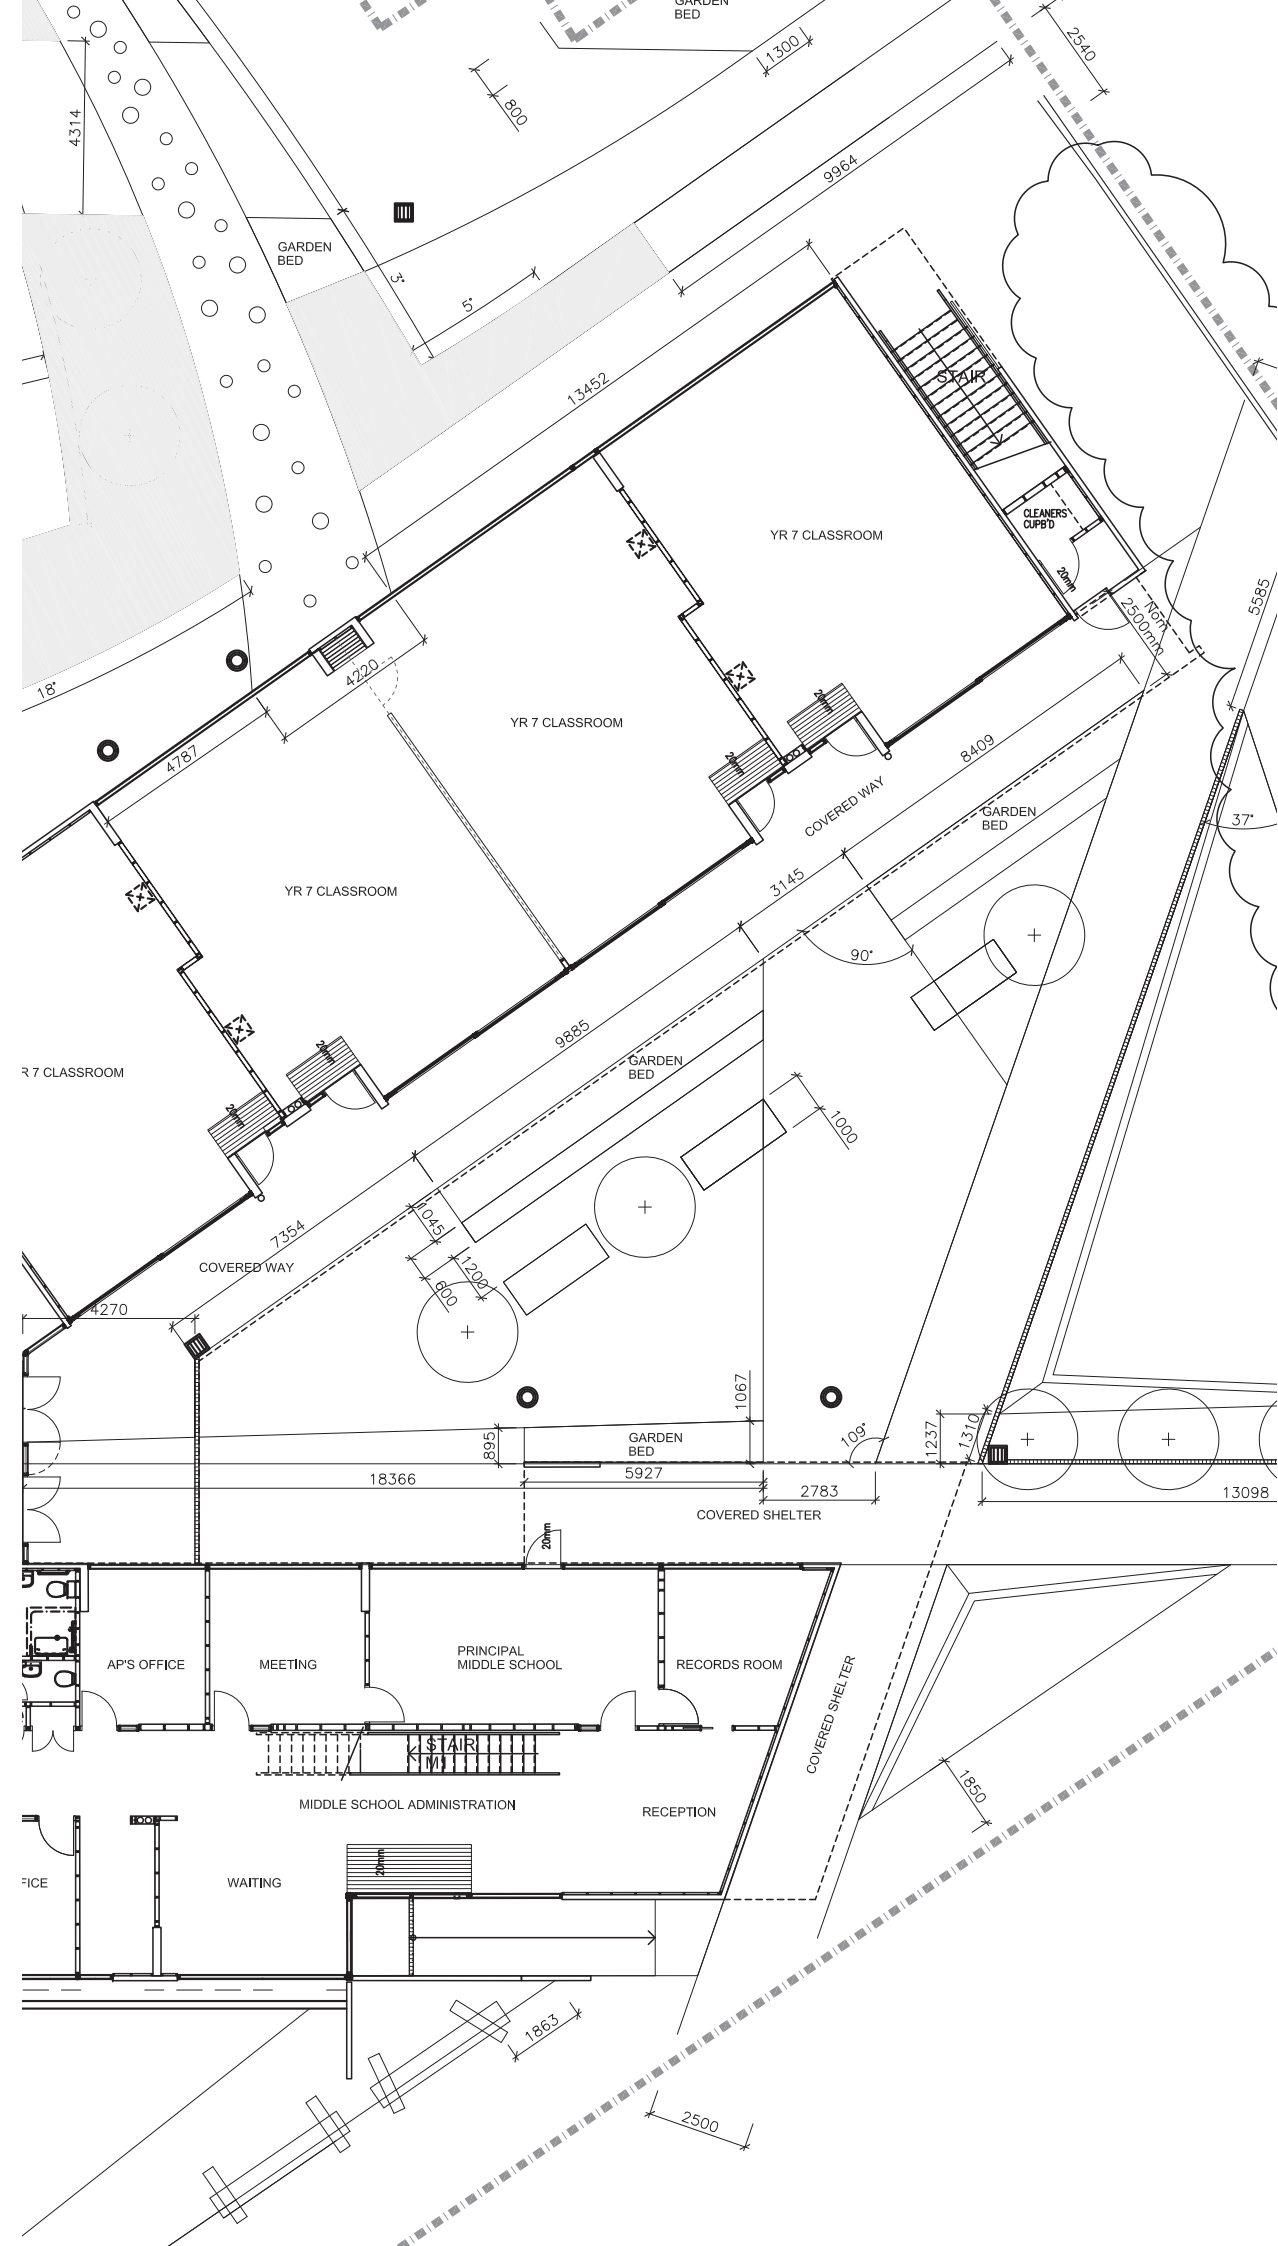 GARDEN
BED
1300
2540
800
4314
9964
GARDEN
BED
3°
5°
13452
STAIR
CLEANERS
CUPB'D
20mm
YR 7 CLASSROOM
Nom
2500mm
5585
18°
4220
YR 7 CLASSROOM
20mm
4787
20mm
8409
COVERED WAY
GARDEN
BED
37°
3145
YR 7 CLASSROOM
90°
9885
20mm
GARDEN
BED
R 7 CLASSROOM
20mm
1000
1045
7354
COVERED WAY
1200
600
4270
1067
895
GARDEN
BED
109°
1237
1310
18366
5927
2783
13098
COVERED SHELTER
20mm
AP'S OFFICE
MEETING
PRINCIPAL
MIDDLE SCHOOL
RECORDS ROOM
COVERED SHELTER
STAIR
M1
1850
MIDDLE SCHOOL ADMINISTRATION
RECEPTION
20mm
FICE
WAITING
1863
2500